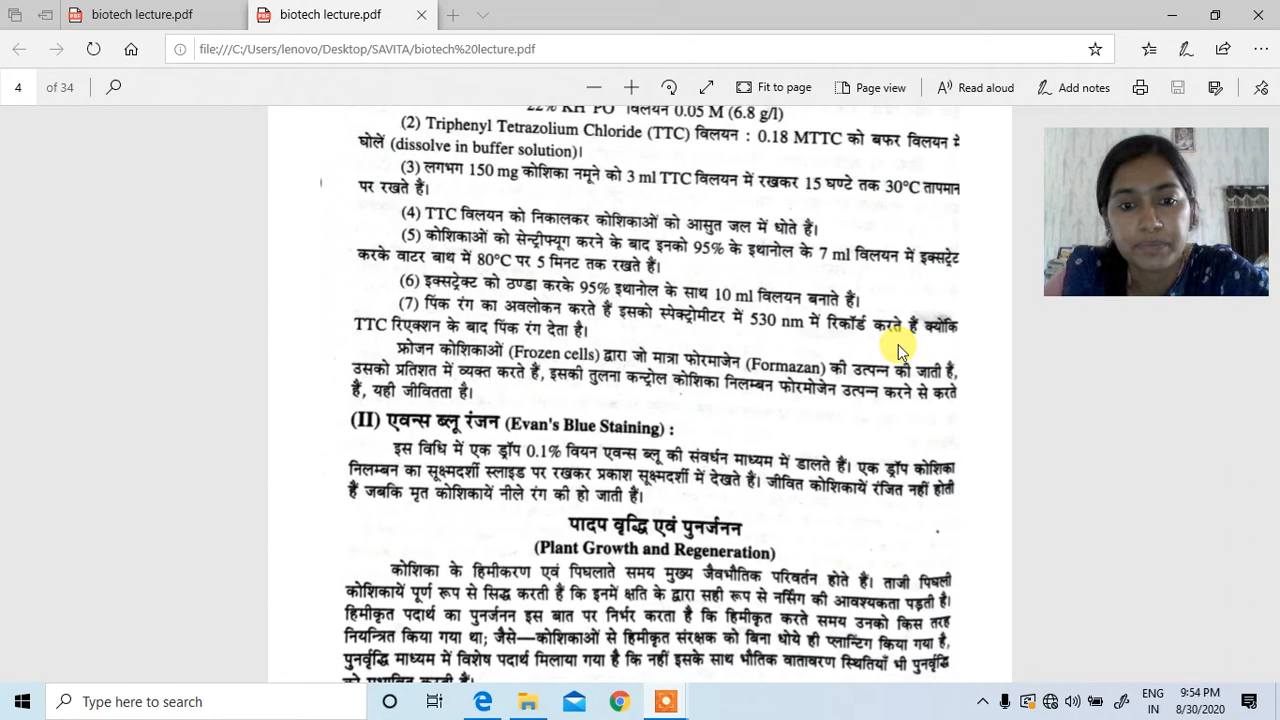 biotech lecture.pdf
biotech lecture.pdf
file:///C:/Users/lenovo/Desktop/SAVITA/biotech%20lecture.pdf
4 of 34
Fit to page
Page view
Read aloud
Add notes
22% KH PO विलयन 0.05 M (6.8 g/l)
(2) Triphenyl Tetrazolium Chloride (TTC) विलयन : 0.18 MTTC को बफर विलयन में
घोलें (dissolve in buffer solution)।
(3) लगभग 150 mg कोशिका नमूने को 3 ml TTC विलयन में रखकर 15 घण्टे तक 30°C तापमान
पर रखते हैं।
(4) TTC विलयन को निकालकर कोशिकाओं को आसुत जल में धोते हैं।
(5) कोशिकाओं को सेन्ट्रीफ्यूग करने के बाद इनको 95% के इथानोल के 7 ml विलयन में इक्सट्रेट
करके वाटर बाथ में 80°C पर 5 मिनट तक रखते हैं।
(6) इक्सट्रेक्ट को ठण्डा करके 95% इथानोल के साथ 10 ml विलयन बनाते हैं।
(7) पिंक रंग का अवलोकन करते हैं इसको स्पेक्ट्रोमीटर में 530 nm में रिकॉर्ड करते हैं क्योंकि
TTC रिएक्शन के बाद पिंक रंग देता है।
फ्रोजन कोशिकाओं (Frozen cells) द्वारा जो मात्रा फोरमाजेन (Formazan) की उत्पन्न की जाती है,
उसको प्रतिशत में व्यक्त करते हैं, इसकी तुलना कन्ट्रोल कोशिका निलम्बन फोरमोजेन उत्पन्न करने से करते
हैं, यही जीवितता है।
(II) एवन्स ब्लू रंजन (Evan's Blue Staining) :
इस विधि में एक ड्रॉप 0.1% वियन एवन्स ब्लू की संवर्धन माध्यम में डालते हैं। एक ड्रॉप कोशिका
निलम्बन का सूक्ष्मदर्शी स्लाइड पर रखकर प्रकाश सूक्ष्मदर्शी में देखते हैं। जीवित कोशिकायें रंजित नहीं होती
हैं जबकि मृत कोशिकायें नीले रंग की हो जाती हैं।
पादप वृद्धि एवं पुनर्जनन
(Plant Growth and Regeneration)
कोशिका के हिमीकरण एवं पिघलाते समय मुख्य जैवभौतिक परिवर्तन होते हैं। ताजी पिघली
कोशिकायें पूर्ण रूप से सिद्ध करती हैं कि इनमें क्षति के द्वारा सही रूप से नर्सिंग की आवश्यकता पड़ती है।
हिमीकृत पदार्थ का पुनर्जनन इस बात पर निर्भर करता है कि हिमीकृत करते समय उनको किस तरह
नियन्त्रित किया गया था; जैसे—कोशिकाओं से हिमीकृत संरक्षक को बिना धोये ही प्लान्टिंग किया गया है,
पुनर्वृद्धि माध्यम में विशेष पदार्थ मिलाया गया है कि नहीं इसके साथ भौतिक वातावरण स्थितियाँ भी पुनर्वृद्धि
को प्रभावित करती हैं।
Type here to search
ENG
IN
9:54 PM
8/30/2020